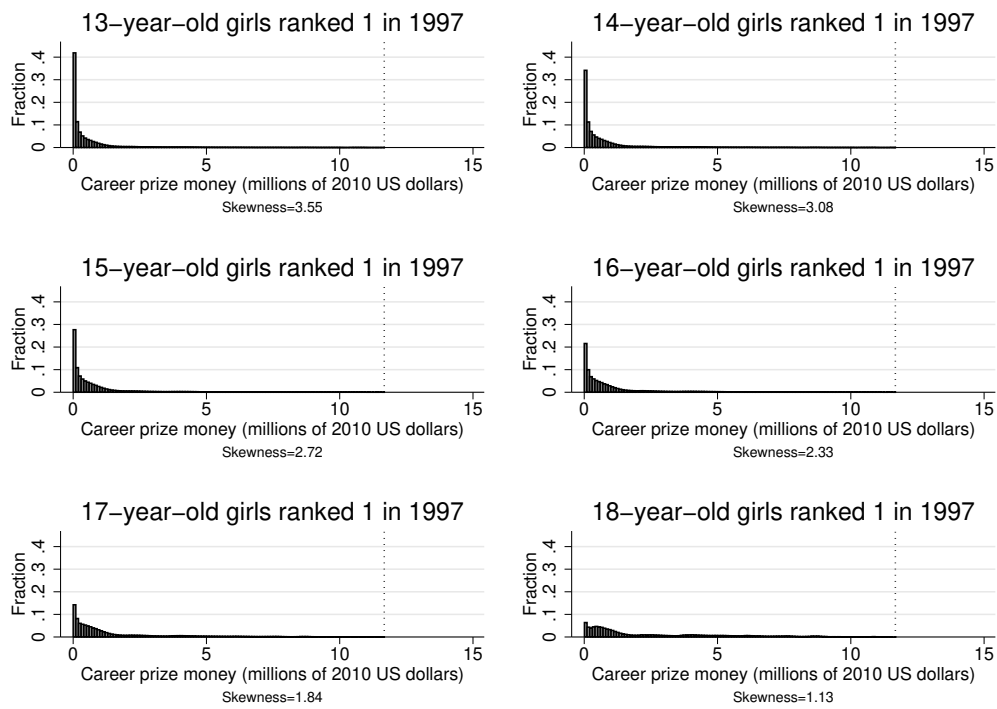 13−year−old girls ranked 1 in 1997
Fraction
0 .1 .2 .3 .4
0 5 10 15
Career prize money (millions of 2010 US dollars)
Skewness=3.55
14−year−old girls ranked 1 in 1997
Fraction
0 .1 .2 .3 .4
0 5 10 15
Career prize money (millions of 2010 US dollars)
Skewness=3.08
15−year−old girls ranked 1 in 1997
Fraction
0 .1 .2 .3 .4
0 5 10 15
Career prize money (millions of 2010 US dollars)
Skewness=2.72
16−year−old girls ranked 1 in 1997
Fraction
0 .1 .2 .3 .4
0 5 10 15
Career prize money (millions of 2010 US dollars)
Skewness=2.33
17−year−old girls ranked 1 in 1997
Fraction
0 .1 .2 .3 .4
0 5 10 15
Career prize money (millions of 2010 US dollars)
Skewness=1.84
18−year−old girls ranked 1 in 1997
Fraction
0 .1 .2 .3 .4
0 5 10 15
Career prize money (millions of 2010 US dollars)
Skewness=1.13